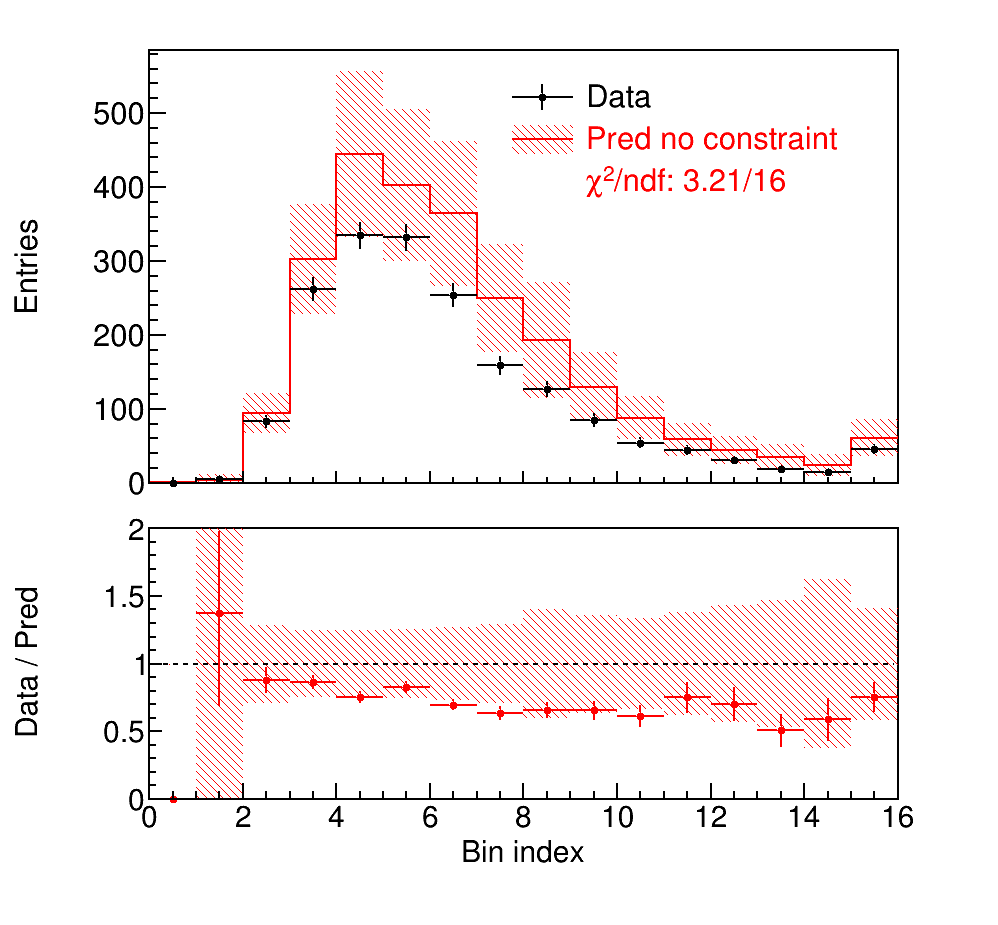 Entries
500
400
300
200
100
0
Data
Pred no constraint
χ²/ndf: 3.21/16
Data / Pred
2
1.5
1
0.5
0
0 2 4 6 8 10 12 14 16
Bin index